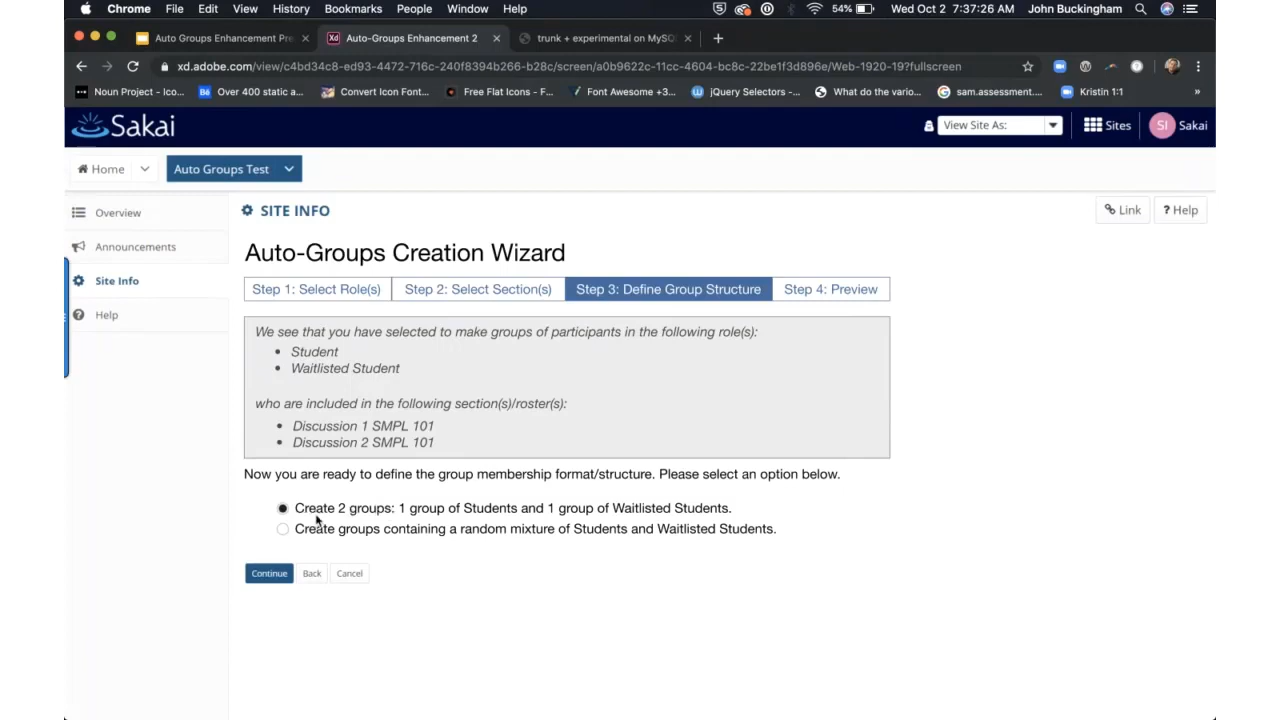 Chrome File Edit View History Bookmarks People Window Help 54% Wed Oct 2 7:37:26 AM John Buckingham
Auto Groups Enhancement Pre × Xd Auto-Groups Enhancement 2 × trunk + experimental on MySQ × +
xd.adobe.com/view/c4bd34c8-ed93-4472-716c-240f8394b266-b28c/screen/a0b9622c-11cc-4604-bc8c-22be1f3d896e/Web-1920-19?fullscreen
Noun Project - Ico... Bē Over 400 static a... Convert Icon Font... Free Flat Icons - F... Font Awesome +3... jQuery Selectors -... What do the vario... sam.assessment.... Kristin 1:1 »
Sakai View Site As: Sites SI Sakai
Home Auto Groups Test
Overview
Announcements
Site Info
Help
SITE INFO Link ? Help
Auto-Groups Creation Wizard
Step 1: Select Role(s) Step 2: Select Section(s) Step 3: Define Group Structure Step 4: Preview
We see that you have selected to make groups of participants in the following role(s):
• Student
• Waitlisted Student
who are included in the following section(s)/roster(s):
• Discussion 1 SMPL 101
• Discussion 2 SMPL 101
Now you are ready to define the group membership format/structure. Please select an option below.
Create 2 groups: 1 group of Students and 1 group of Waitlisted Students.
Create groups containing a random mixture of Students and Waitlisted Students.
Continue Back Cancel